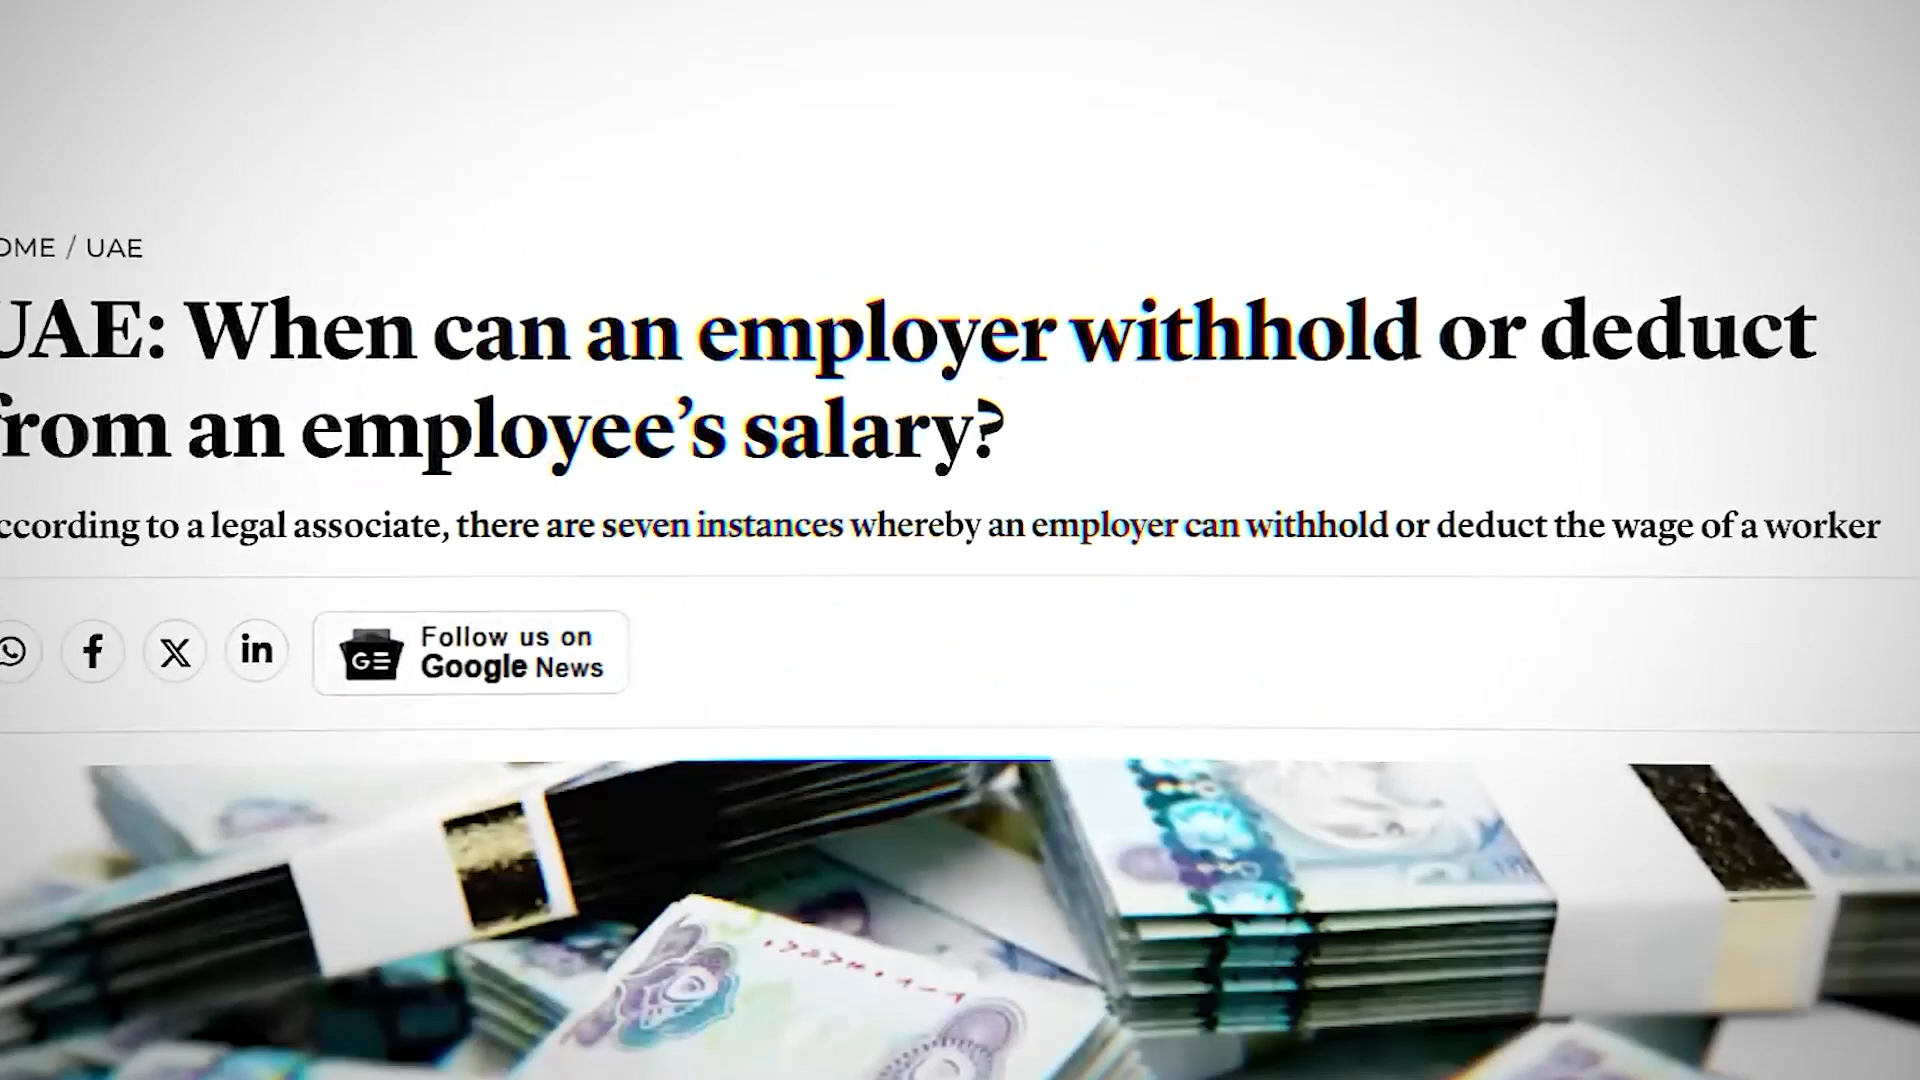 OME / UAE
UAE: When can an employer withhold or deduct
from an employee's salary?
ccording to a legal associate, there are seven instances whereby an employer can withhold or deduct the wage of a worker
f X in
Follow us on
GE Google News